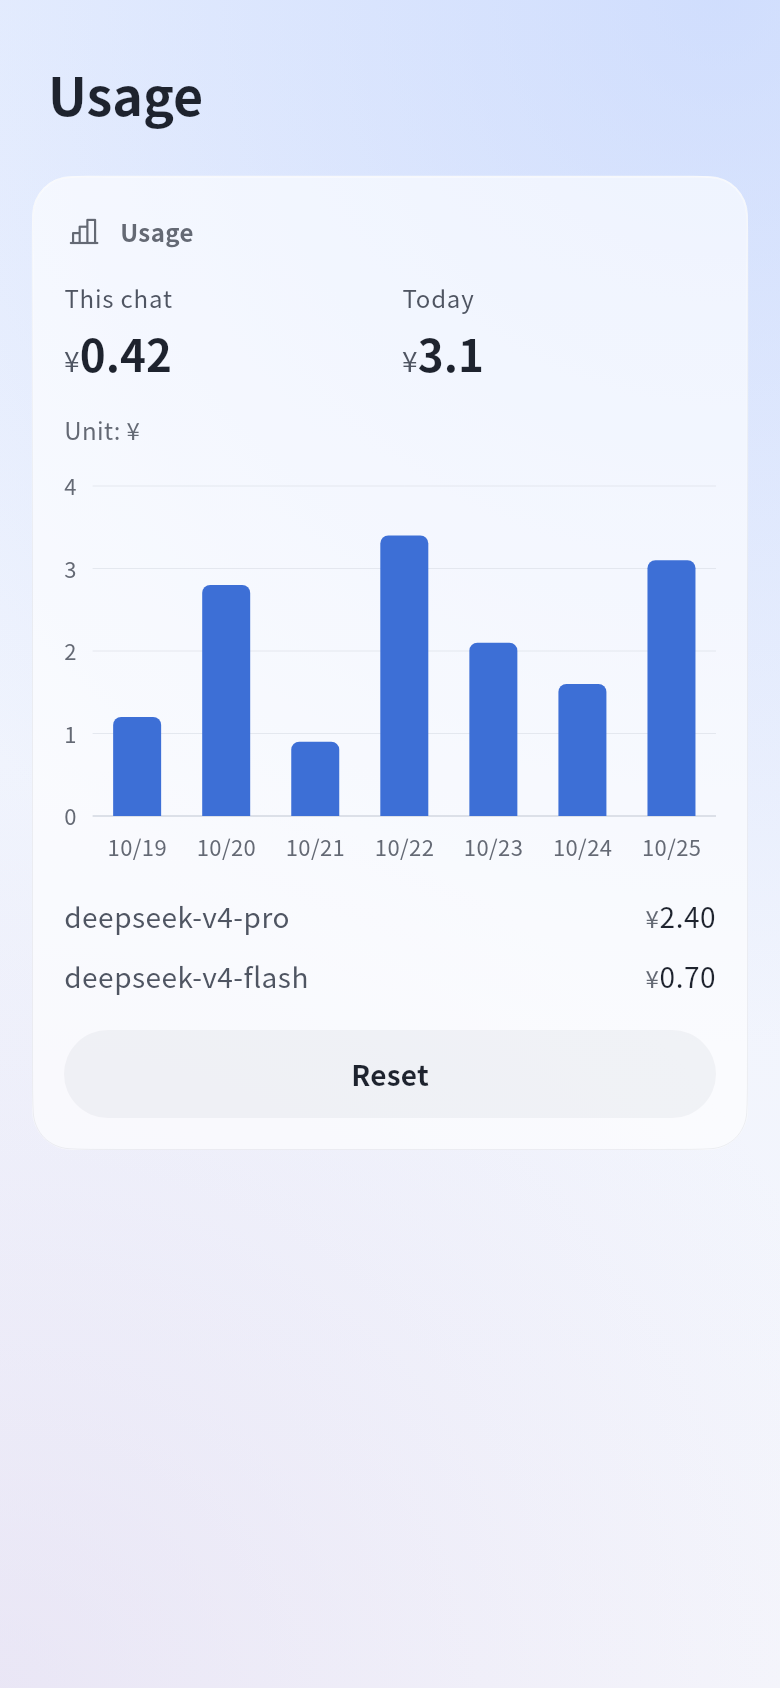 Usage
Usage
This chat
Today
¥0.42
¥3.1
Unit: ¥
4
3
2
1
0
10/19 10/20 10/21 10/22 10/23 10/24 10/25
deepseek-v4-pro ¥2.40
deepseek-v4-flash ¥0.70
Reset